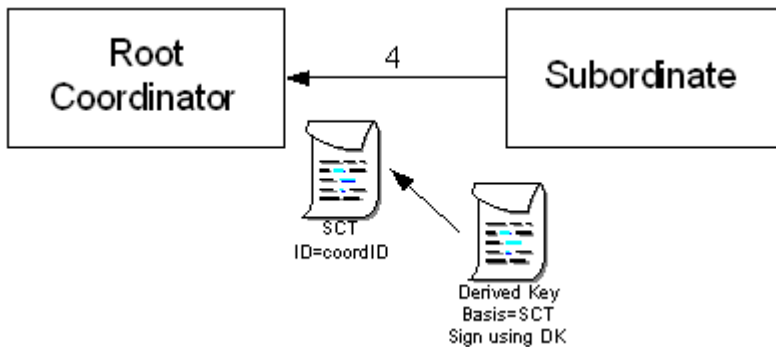 Root
Coordinator
4
Subordinate
SCT
ID=coordID
Derived Key
Basis=SCT
Sign using DK